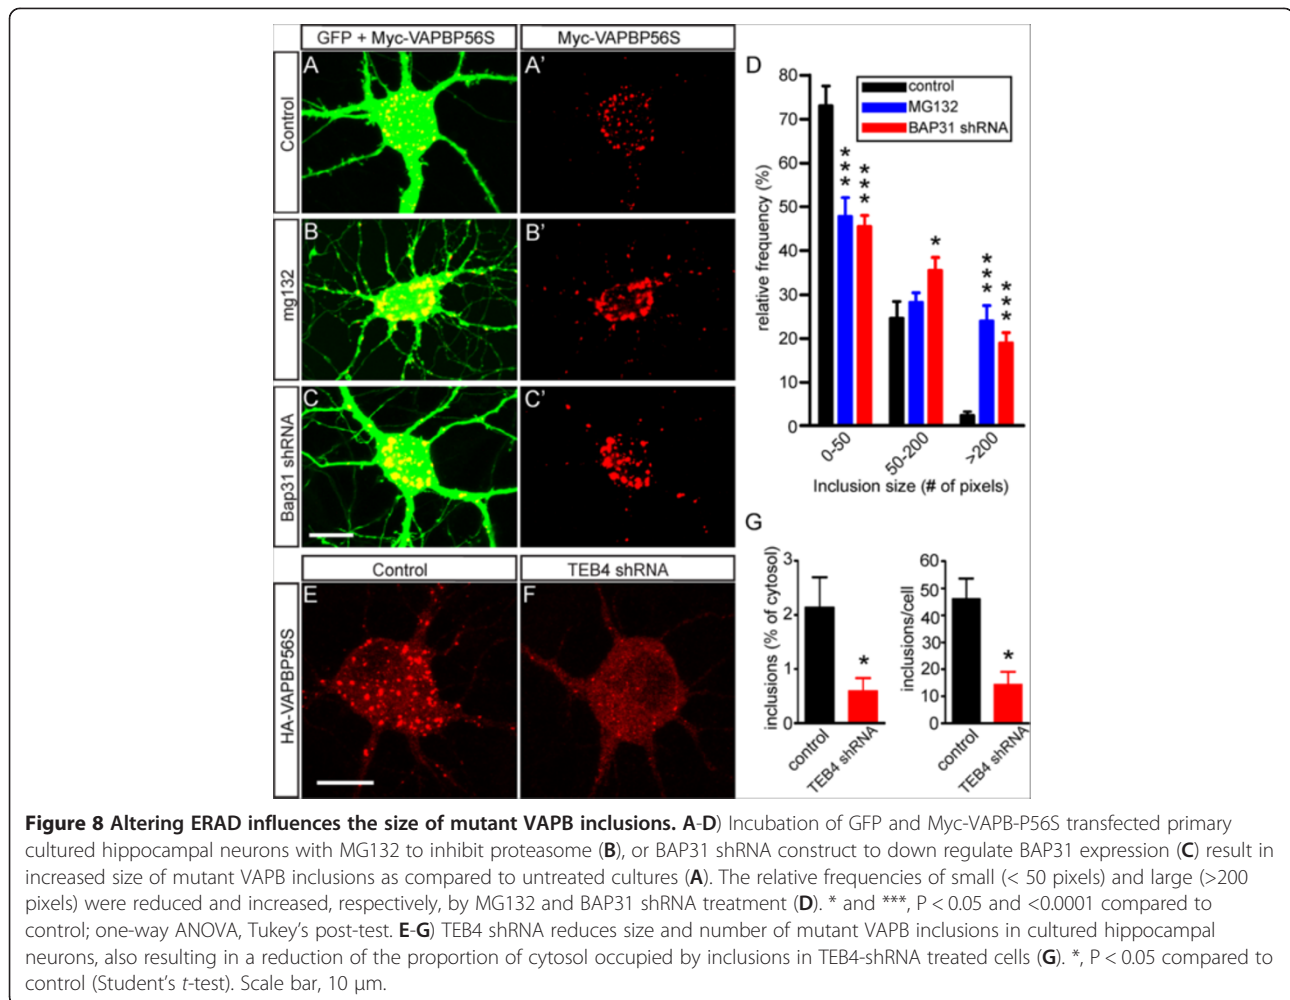 GFP + Myc-VAPBP56S
Myc-VAPBP56S
Control
A
A'
mg132
B
B'
Bap31 shRNA
C
C'
D
control
MG132
BAP31 shRNA
relative frequency (%)
80
70
60
50
40
30
20
10
0
***
***
*
***
***
0-50
50-200
>200
Inclusion size (# of pixels)
Control
TEB4 shRNA
HA-VAPBP56S
E
F
G
inclusions (% of cytosol)
3
2
1
0
*
control
TEB4 shRNA
inclusions/cell
60
50
40
30
20
10
0
*
control
TEB4 shRNA
Figure 8 Altering ERAD influences the size of mutant VAPB inclusions. A-D) Incubation of GFP and Myc-VAPB-P56S transfected primary
cultured hippocampal neurons with MG132 to inhibit proteasome (B), or BAP31 shRNA construct to down regulate BAP31 expression (C) result in
increased size of mutant VAPB inclusions as compared to untreated cultures (A). The relative frequencies of small (< 50 pixels) and large (>200
pixels) were reduced and increased, respectively, by MG132 and BAP31 shRNA treatment (D). * and ***, P < 0.05 and <0.0001 compared to
control; one-way ANOVA, Tukey's post-test. E-G) TEB4 shRNA reduces size and number of mutant VAPB inclusions in cultured hippocampal
neurons, also resulting in a reduction of the proportion of cytosol occupied by inclusions in TEB4-shRNA treated cells (G). *, P < 0.05 compared to
control (Student's t-test). Scale bar, 10 μm.